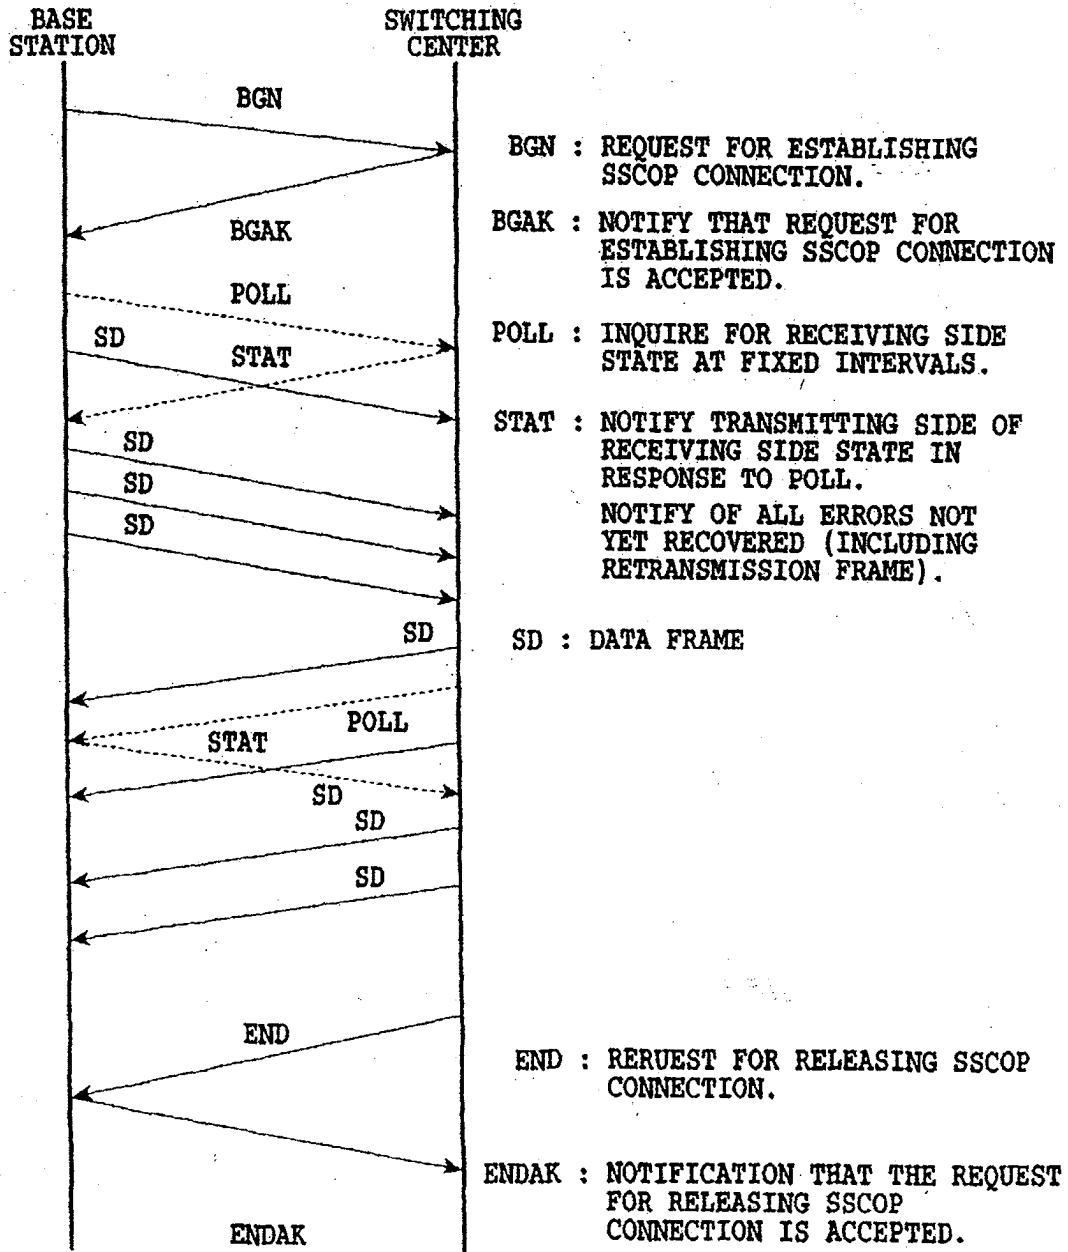 BASE
STATION
SWITCHING
CENTER
BGN
BGN : REQUEST FOR ESTABLISHING
SSCOP CONNECTION.
BGAK
BGAK : NOTIFY THAT REQUEST FOR
ESTABLISHING SSCOP CONNECTION
IS ACCEPTED.
POLL
SD
STAT
POLL : INQUIRE FOR RECEIVING SIDE
STATE AT FIXED INTERVALS.
STAT : NOTIFY TRANSMITTING SIDE OF
RECEIVING SIDE STATE IN
RESPONSE TO POLL.
NOTIFY OF ALL ERRORS NOT
YET RECOVERED (INCLUDING
RETRANSMISSION FRAME).
SD
SD
SD
SD
SD : DATA FRAME
POLL
STAT
SD
SD
SD
END
END : RERUEST FOR RELEASING SSCOP
CONNECTION.
ENDAK : NOTIFICATION THAT THE REQUEST
FOR RELEASING SSCOP
CONNECTION IS ACCEPTED.
ENDAK